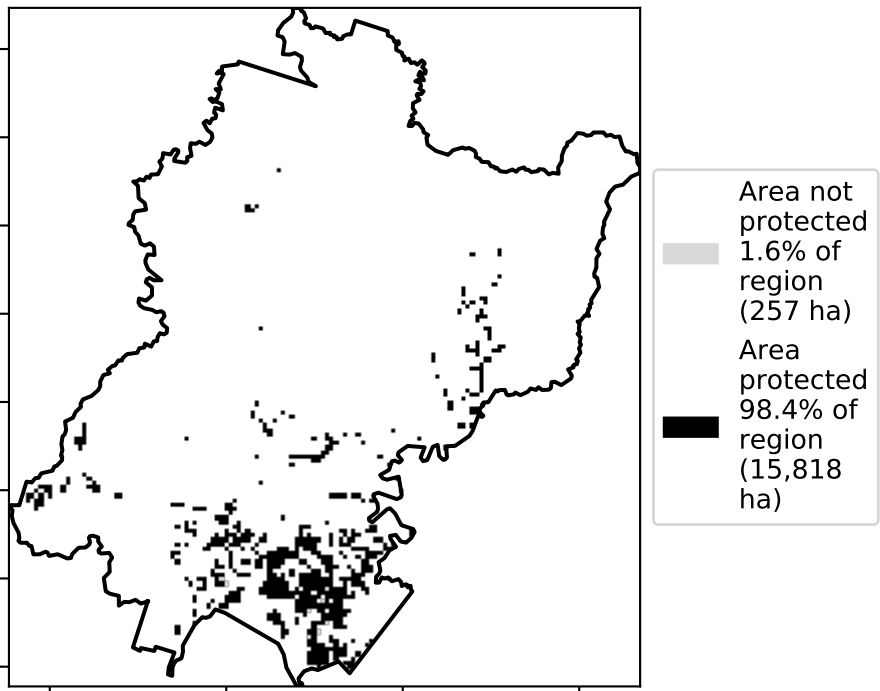 Area not
protected
1.6% of
region
(257 ha)
Area
protected
98.4% of
region
(15,818
ha)